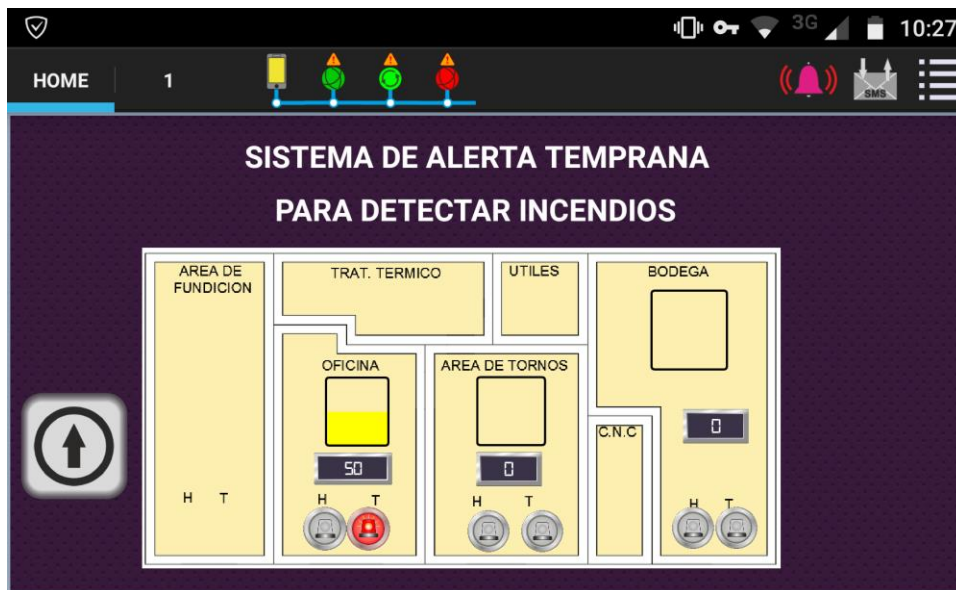 3G 10:27
HOME 1 SMS
SISTEMA DE ALERTA TEMPRANA
PARA DETECTAR INCENDIOS
AREA DE
FUNDICION
TRAT. TERMICO
UTILES
BODEGA
OFICINA
AREA DE TORNOS
C.N.C
0
50
0
H T
H T
H T
H T